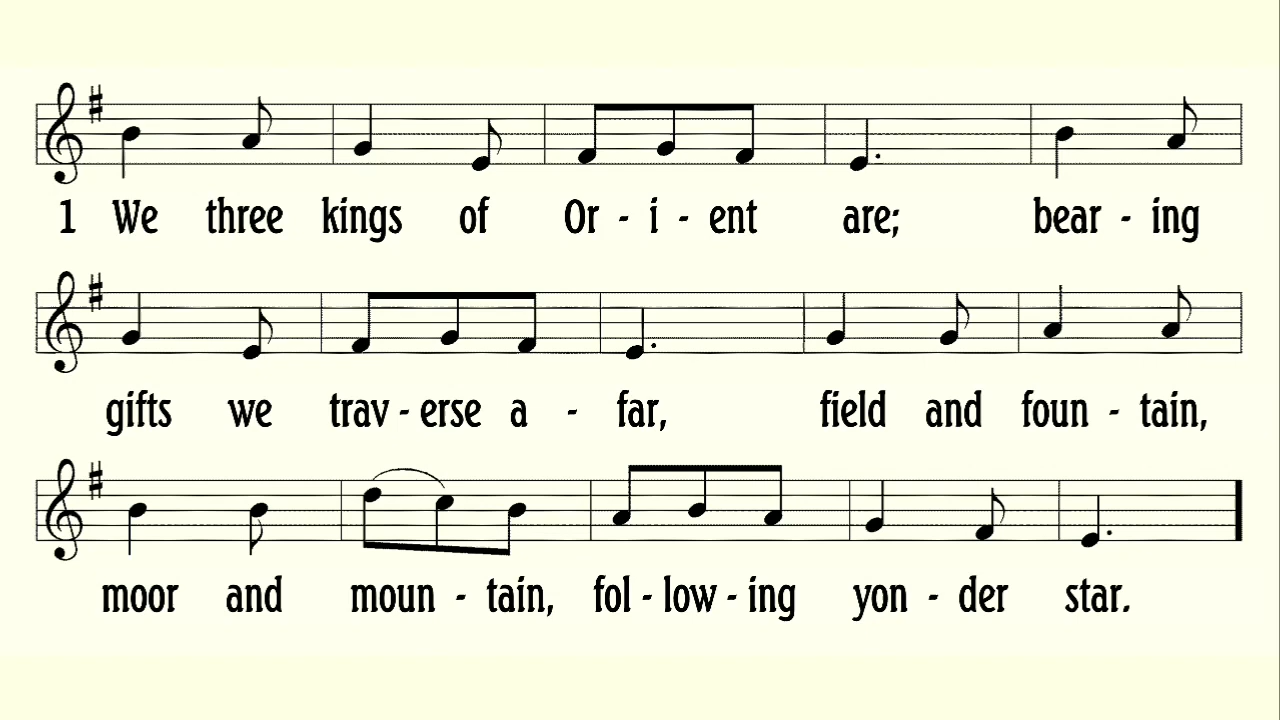 1 We three kings of Or - i - ent are; bear - ing
gifts we trav - erse a - far, field and foun - tain,
moor and moun - tain, fol - low - ing yon - der star.